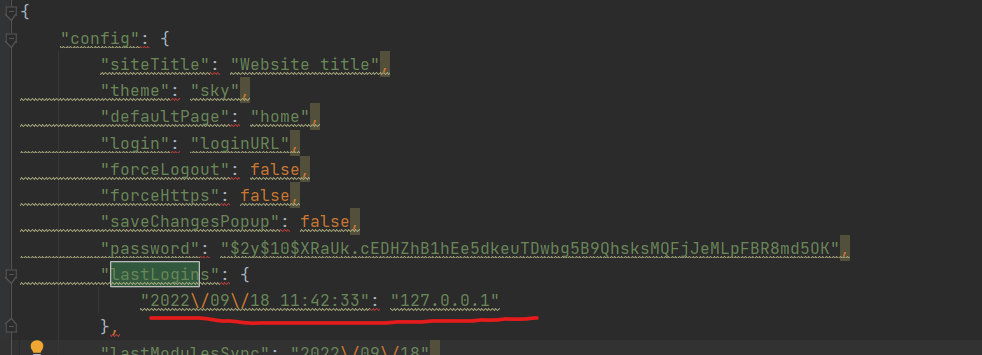 {
"config": {
"siteTitle": "Website title",
"theme": "sky",
"defaultPage": "home",
"login": "loginURL",
"forceLogout": false,
"forceHttps": false,
"saveChangesPopup": false,
"password": "$2y$10$XRaUk.cEDHZhB1hEe5dkeuTDwbg5B9QhsksMQFjJeMLpFBR8md5OK",
"lastLogins": {
"2022\/09\/18 11:42:33": "127.0.0.1"
},
"lastModulesSync": "2022\/09\/18",